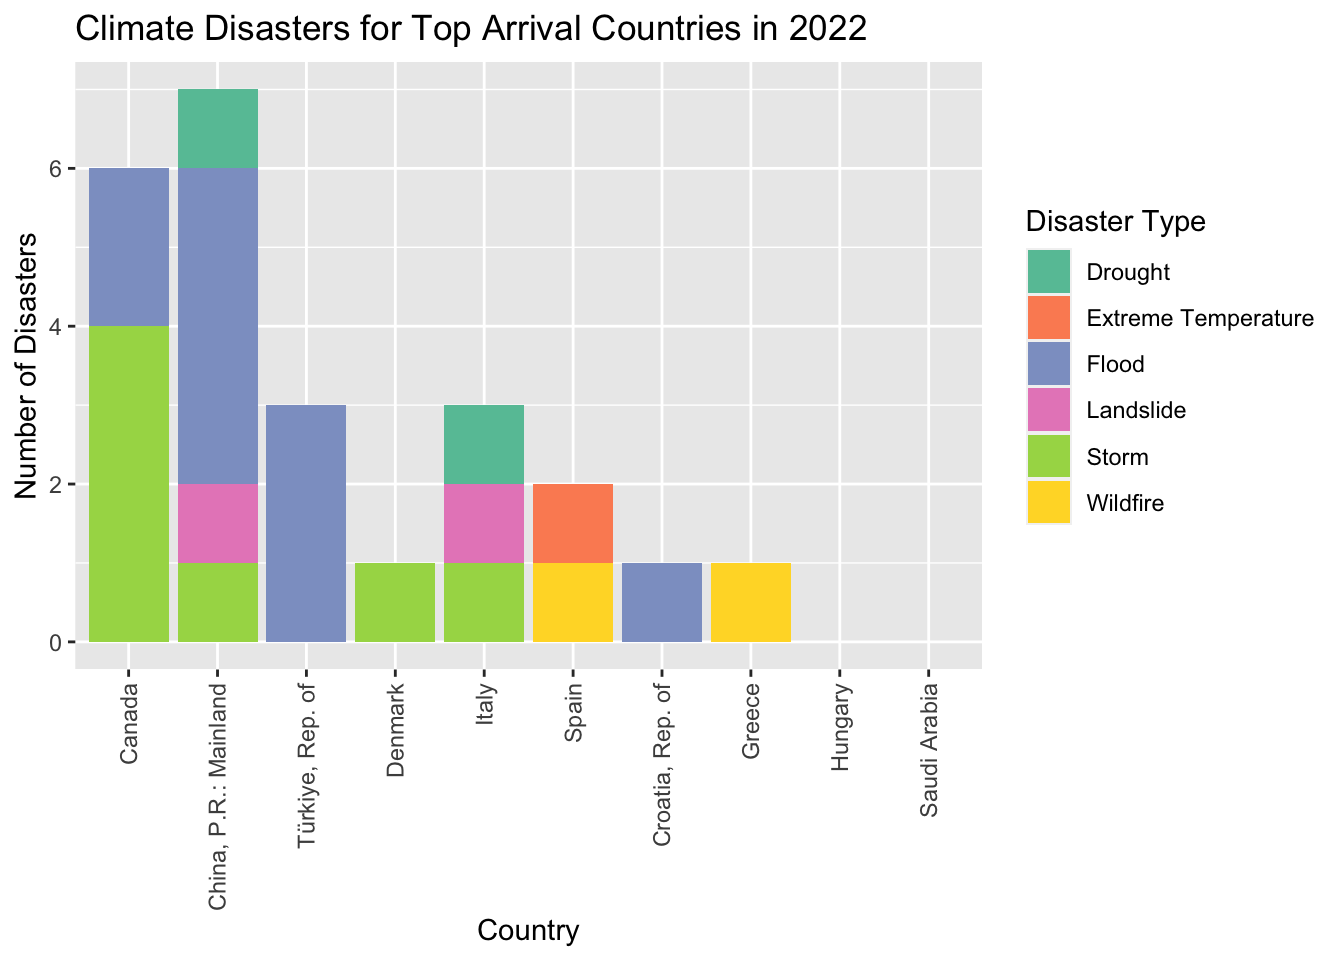 Climate Disasters for Top Arrival Countries in 2022
Number of Disasters
6
4
2
0
Canada
China, P.R.: Mainland
Türkiye, Rep. of
Denmark
Italy
Spain
Croatia, Rep. of
Greece
Hungary
Saudi Arabia
Country
Disaster Type
Drought
Extreme Temperature
Flood
Landslide
Storm
Wildfire